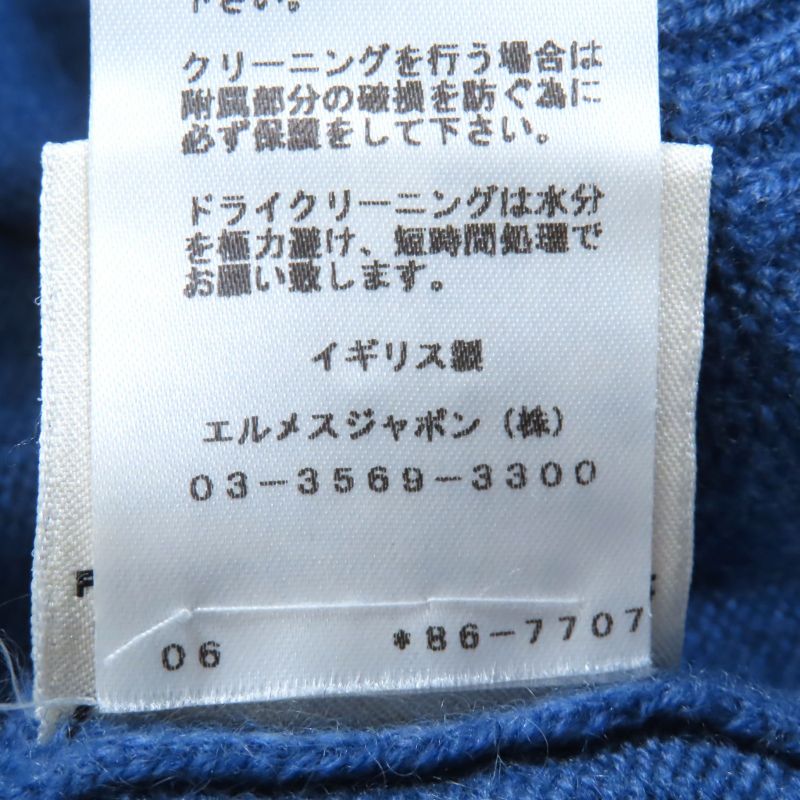 下さい。
クリーニングを行う場合は
附属部分の破損を防ぐ為に
必ず保護をして下さい。
ドライクリーニングは水分
を極力避け、短時間処理で
お願い致します。
イギリス製
エルメスジャポン（株）
03-3569-3300
06 *86-7707